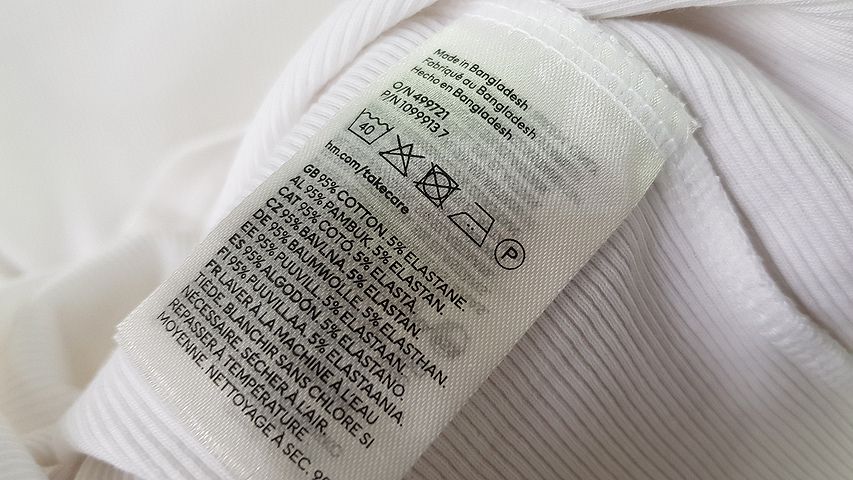 Made in Bangladesh
Fabriqué au Bangladesh
Hecho en Bangladesh
O/N 499721
P/N 1099913 7
40
P
hm.com/takecare
GB 95% COTTON, 5% ELASTANE.
AL 95% PAMBUK, 5% ELASTAN.
CAT 95% COTÓ, 5% ELASTÀ
CZ 95% BAVLNA, 5% ELASTAN
DE 95% BAUMWOLLE, 5% ELASTHAN.
EE 95% PUUVILL, 5% ELASTAAN.
ES 95% ALGODÓN, 5% ELASTANO.
FI 95% PUUVILLAA, 5% ELASTAANIA.
FR LAVER À LA MACHINE À L'EAU
TIÈDE. BLANCHIR SANS CHLORE SI
NÉCESSAIRE. SÉCHER À L'AIR.
REPASSER À TEMPÉRATURE
MOYENNE. NETTOYAGE À SEC.